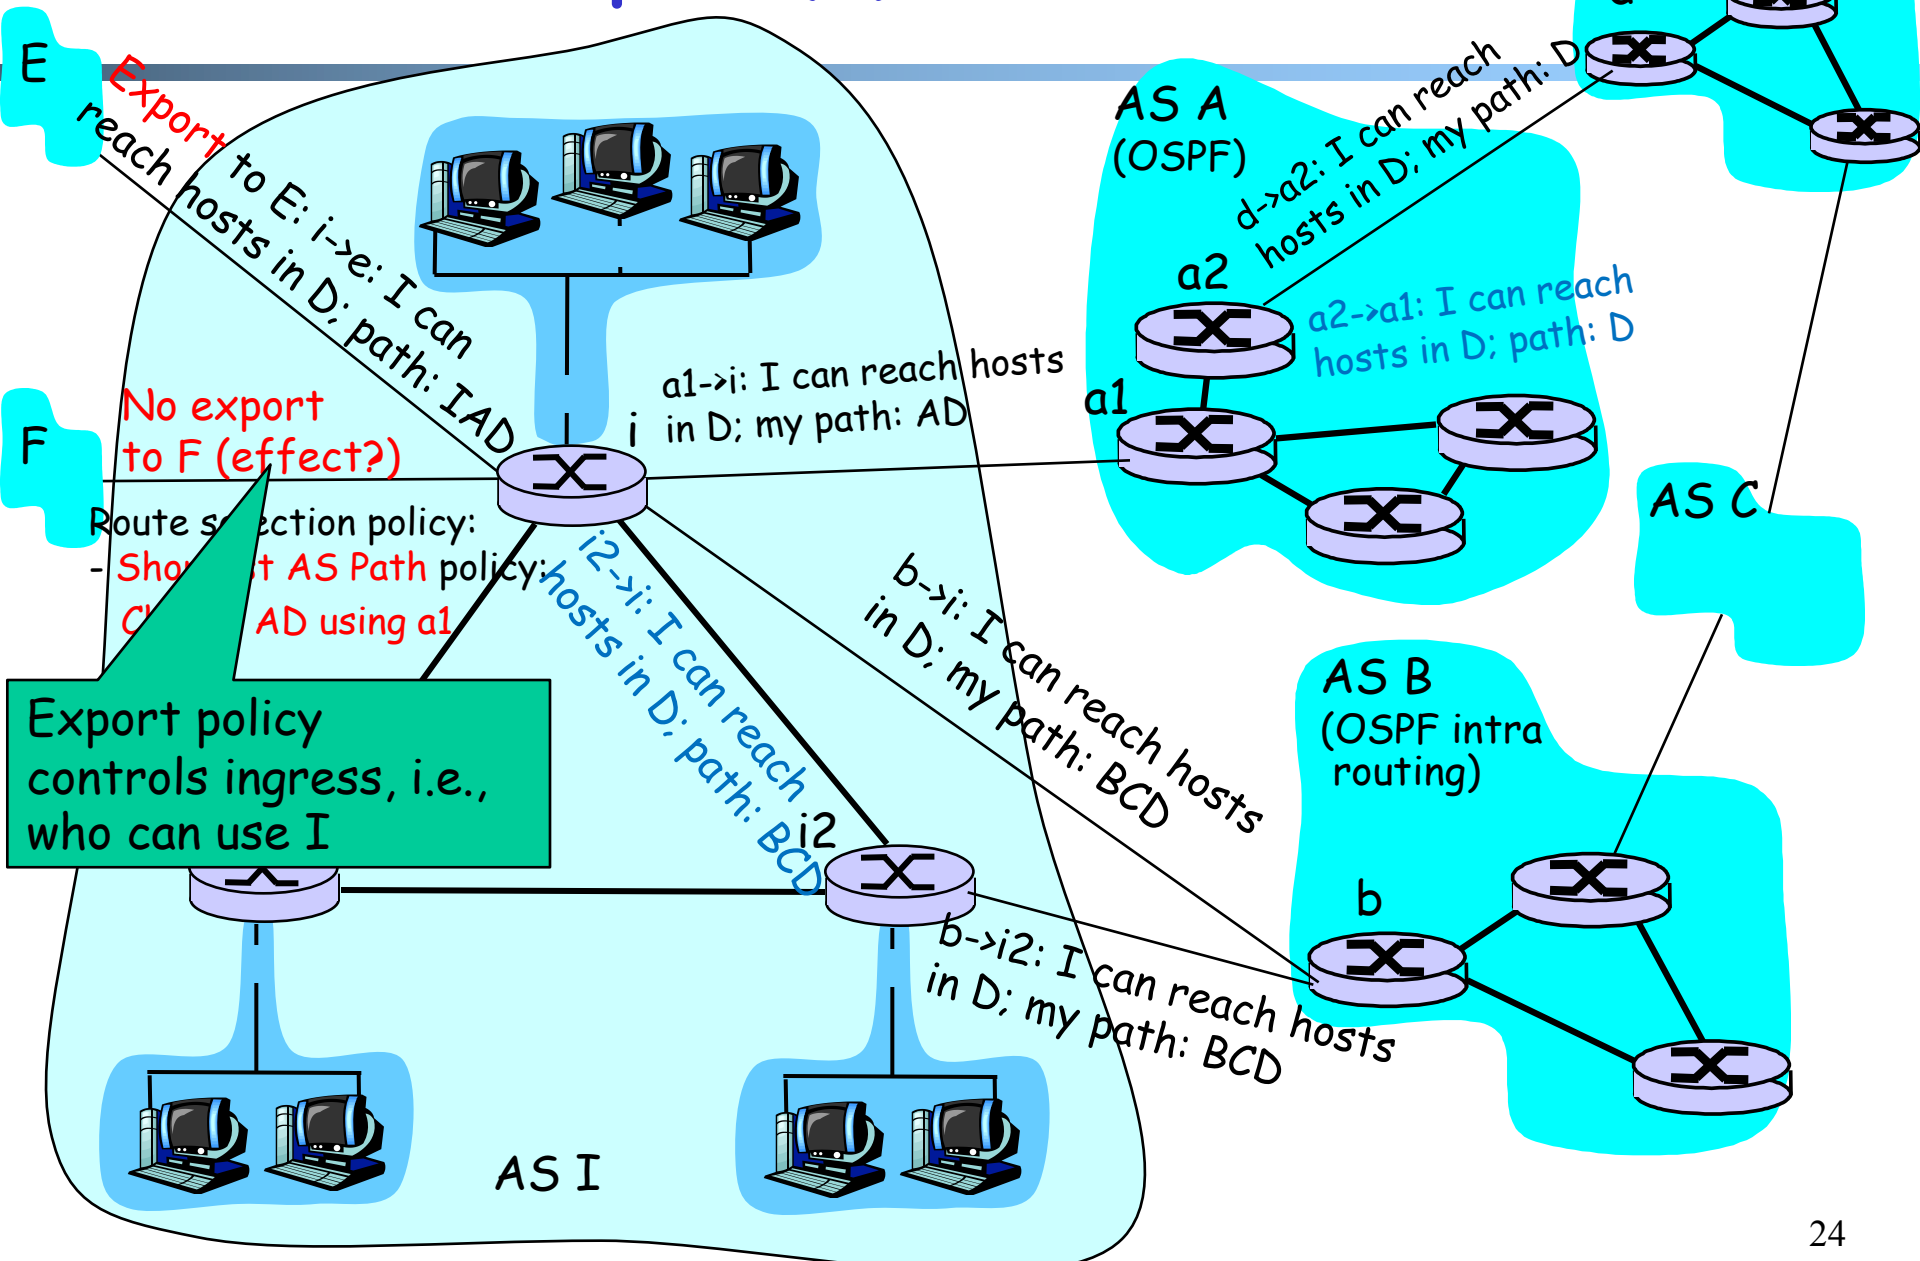 E
Export to E: i->e: I can
reach hosts in D; path: IAD
F
No export
to F (effect?)
Route selection policy:
- Shortest AS Path policy:
AD using a1
Export policy
controls ingress, i.e.,
who can use I
i
a1->i: I can reach hosts
in D; my path: AD
i2->i: I can reach
hosts in D; path: BCD
i2
b->i: I can reach hosts
in D; my path: BCD
b->i2: I can reach hosts
in D; my path: BCD
AS I
AS A
(OSPF)
d->a2: I can reach
hosts in D; my path: D
a2
a2->a1: I can reach
hosts in D; path: D
a1
AS C
AS B
(OSPF intra
routing)
b
24